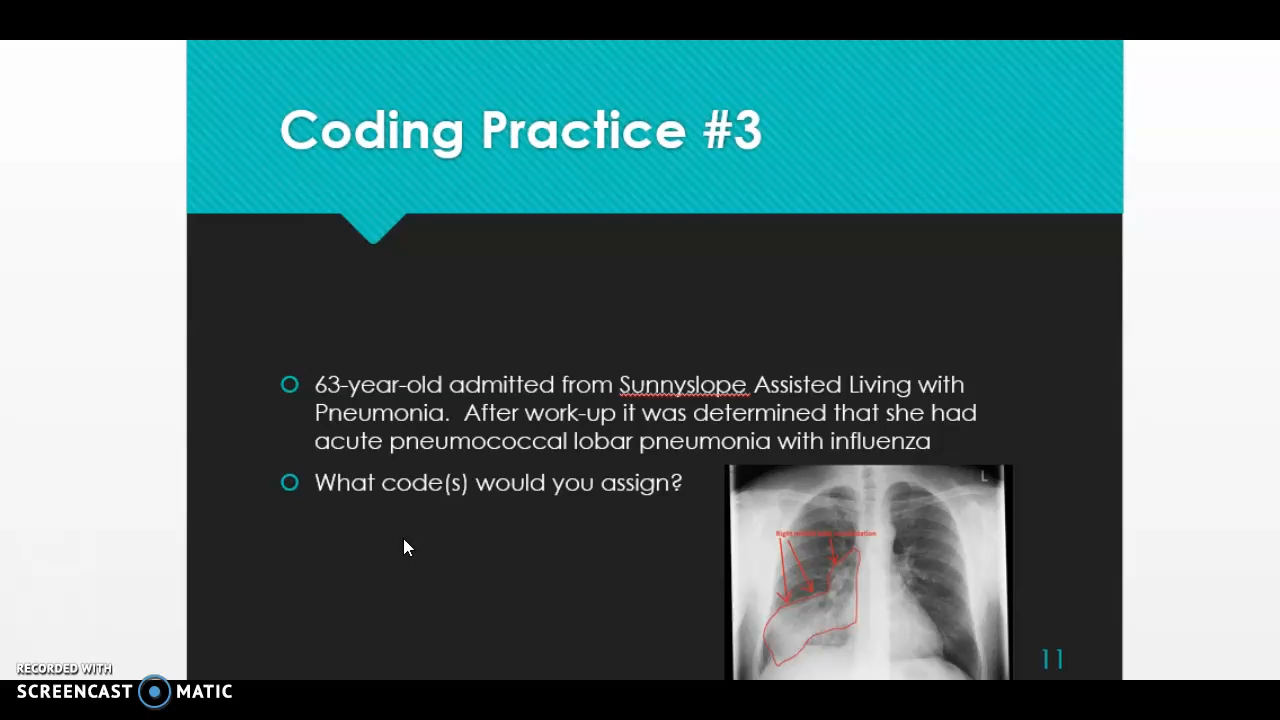 Coding Practice #3
63-year-old admitted from Sunnyslope Assisted Living with
Pneumonia. After work-up it was determined that she had
acute pneumococcal lobar pneumonia with influenza
What code(s) would you assign?
L
Right
11
RECORDED WITH
SCREENCAST MATIC